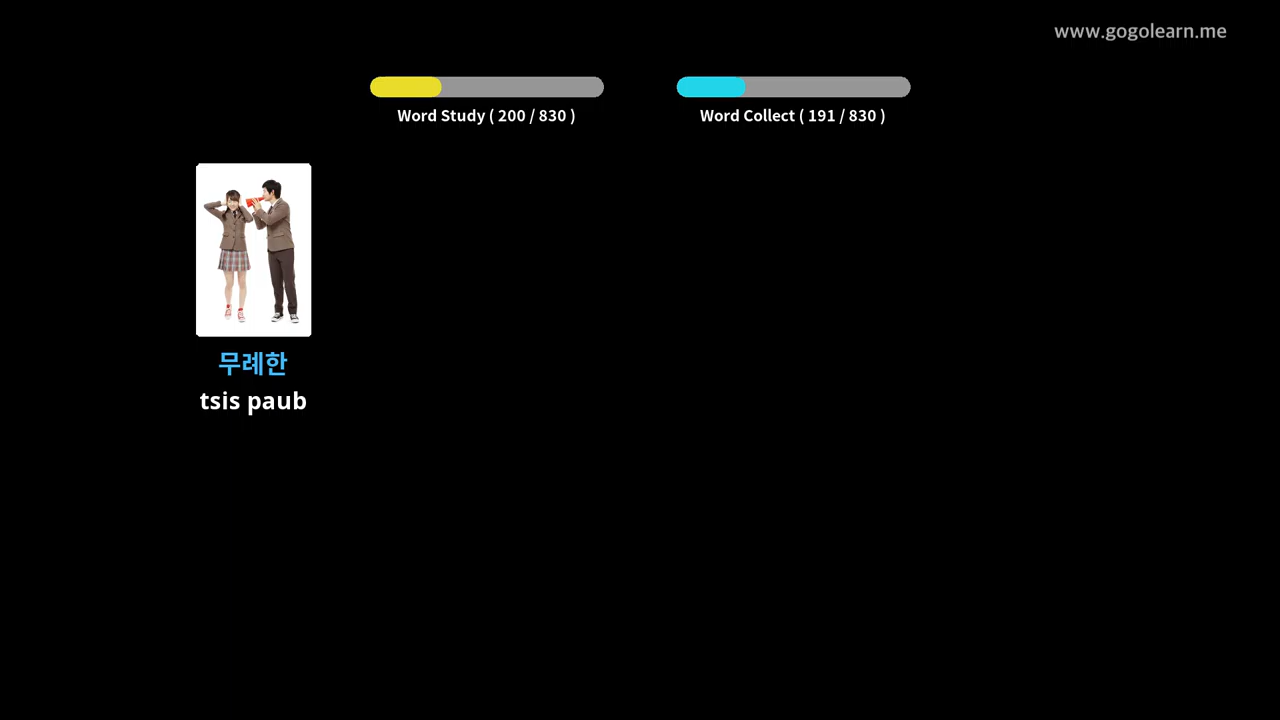 www.gogolearn.me
Word Study ( 200 / 830 )
Word Collect ( 191 / 830 )
무례한
tsis paub